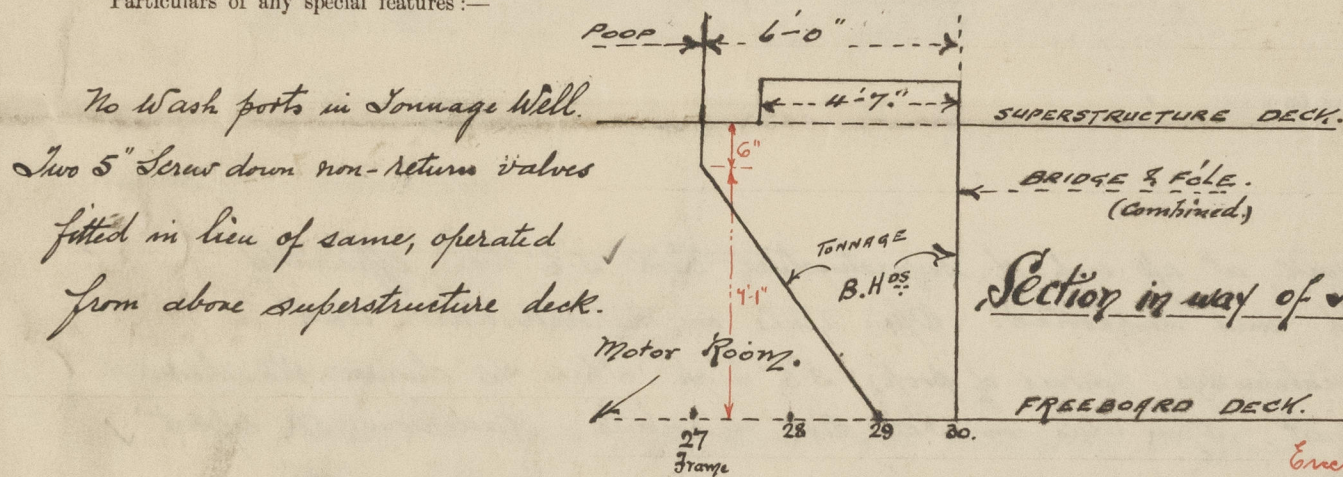 Particulars of any special features :—
No Wash ports in Tonnage Well.
Two 5" Screw down non-return valves
fitted in lieu of same, operated
from above superstructure deck.
POOP
6'-0"
4'-7"
SUPERSTRUCTURE DECK.
6"
BRIDGE & FO'CLE.
(Combined.)
TONNAGE
B.HDS
4'-1"
Section in way of
Motor Room.
FREEBOARD DECK.
27 28 29 30.
Frame